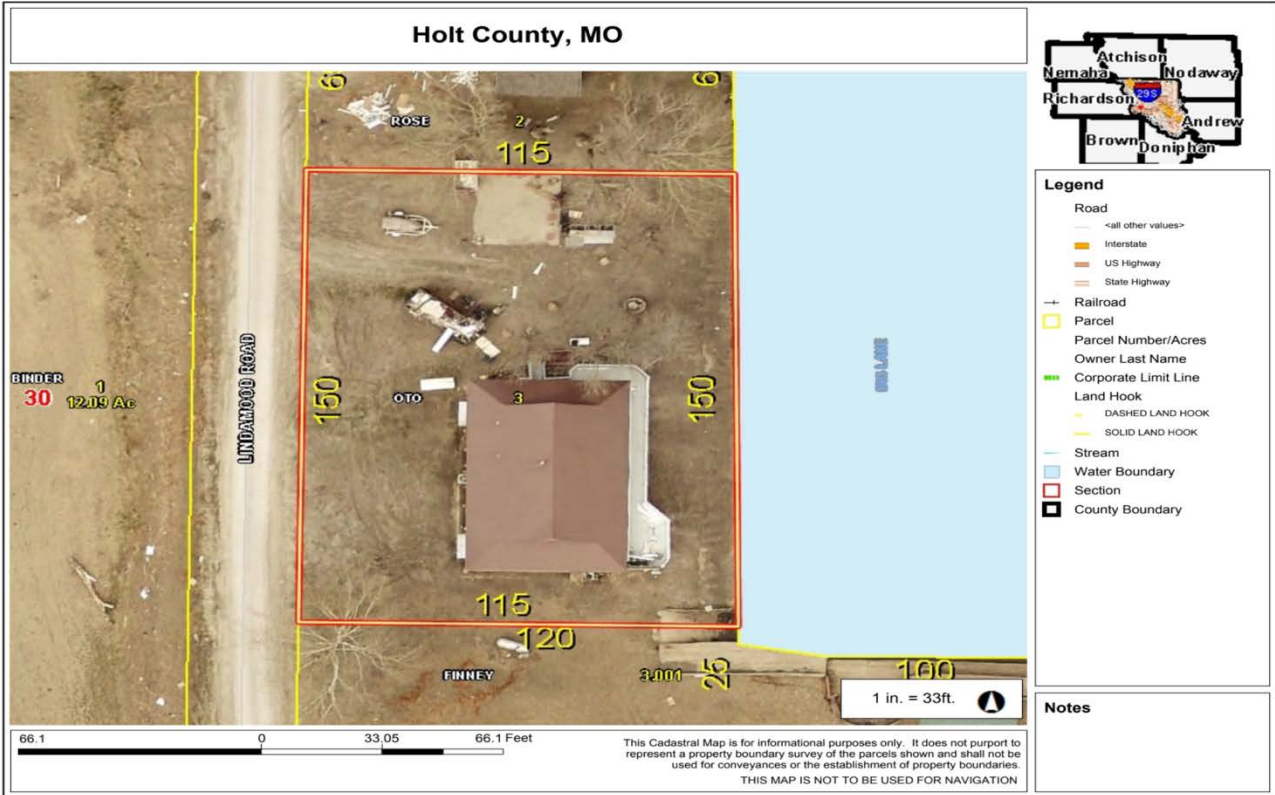 Holt County, MO
6
6
ROSE
2
115
BINDER
30
1
12.09 Ac
LINDAMOOD ROAD
150
OTO
3
150
115
120
FINNEY
3.001
25
100
1 in. = 33ft.
66.1
0
33.05
66.1 Feet
This Cadastral Map is for informational purposes only. It does not purport to
represent a property boundary survey of the parcels shown and shall not be
used for conveyances or the establishment of property boundaries.
THIS MAP IS NOT TO BE USED FOR NAVIGATION
Atchison
Nemaha
Nodaway
Richardson
29S
Andrew
Brown
Doniphan
Legend
Road
<all other values>
Interstate
US Highway
State Highway
Railroad
Parcel
Parcel Number/Acres
Owner Last Name
Corporate Limit Line
Land Hook
DASHED LAND HOOK
SOLID LAND HOOK
Stream
Water Boundary
Section
County Boundary
Notes